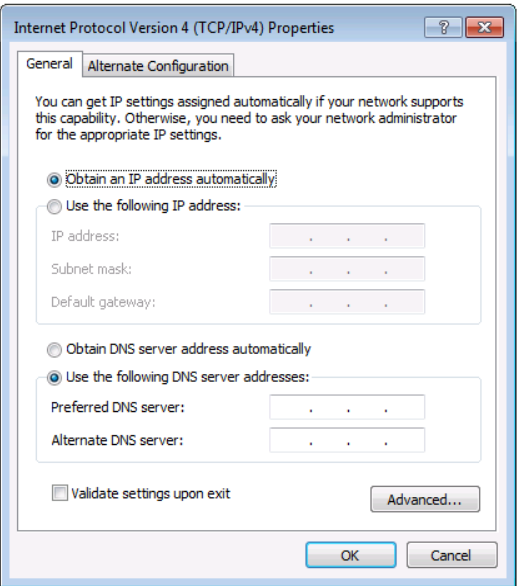 Internet Protocol Version 4 (TCP/IPv4) Properties
General
Alternate Configuration
You can get IP settings assigned automatically if your network supports
this capability. Otherwise, you need to ask your network administrator
for the appropriate IP settings.
Obtain an IP address automatically
Use the following IP address:
IP address:
Subnet mask:
Default gateway:
Obtain DNS server address automatically
Use the following DNS server addresses:
Preferred DNS server:
Alternate DNS server:
Validate settings upon exit
Advanced...
OK
Cancel